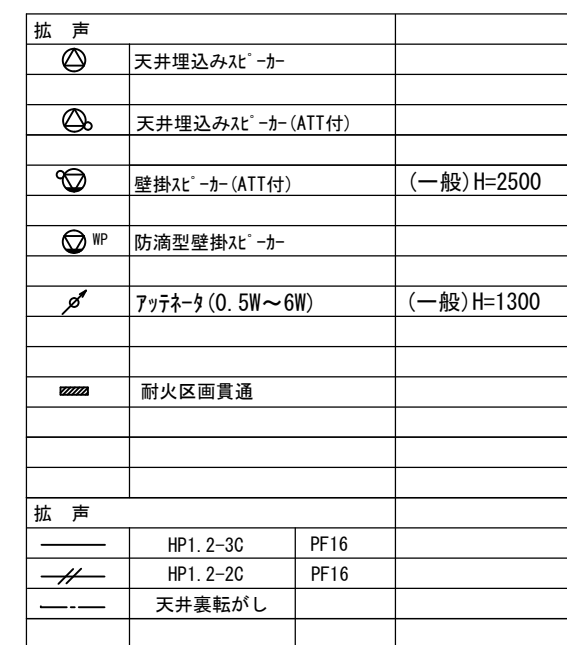 拡 声
天井埋込みｽﾋﾟｰｶｰ
天井埋込みｽﾋﾟｰｶｰ(ATT付)
壁掛ｽﾋﾟｰｶｰ(ATT付) (一般)H=2500
WP 防滴型壁掛ｽﾋﾟｰｶｰ
ｱｯﾃﾈｰﾀ(0.5W～6W) (一般)H=1300
耐火区画貫通
拡 声
HP1.2-3C PF16
HP1.2-2C PF16
天井裏転がし